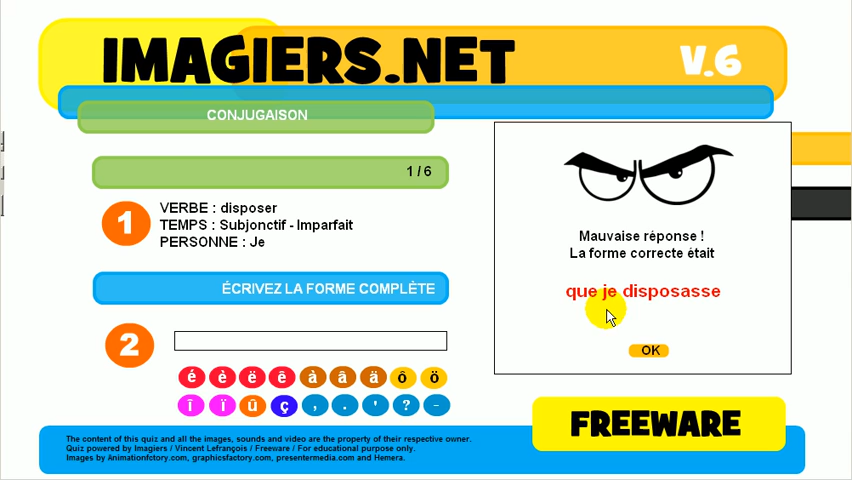 IMAGIERS.NET
V.6
CONJUGAISON
1 / 6
1
VERBE : disposer
TEMPS : Subjonctif - Imparfait
PERSONNE : Je
ÉCRIVEZ LA FORME COMPLÈTE
2
é è ë ê à â ä ô ö
î ï û ç , . ' ? -
Mauvaise réponse !
La forme correcte était
que je disposasse
OK
FREEWARE
The content of this quiz and all the images, sounds and video are the property of their respective owner.
Quiz powered by Imagiers / Vincent Lefrançois / Freeware / For educational purpose only.
Images by Animationfctory.com, graphicsfactory.com, presentermedia.com and Hemera.